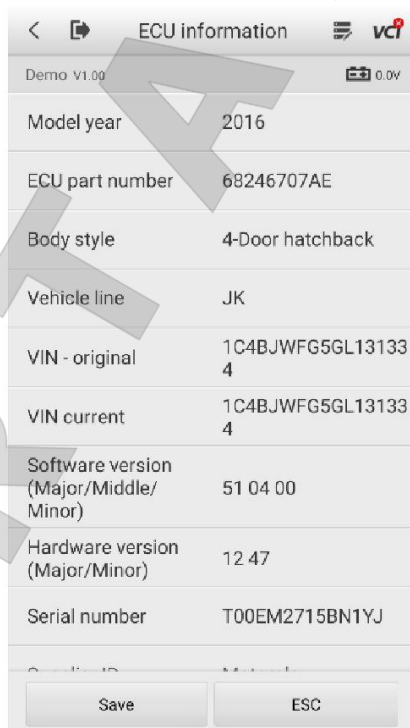 ECU information
vci
Demo V1.00
0.0V
Model year 2016
ECU part number 68246707AE
Body style 4-Door hatchback
Vehicle line JK
VIN - original 1C4BJWFG5GL13133
4
VIN current 1C4BJWFG5GL13133
4
Software version
(Major/Middle/
Minor) 51 04 00
Hardware version
(Major/Minor) 12 47
Serial number T00EM2715BN1YJ
Save ESC